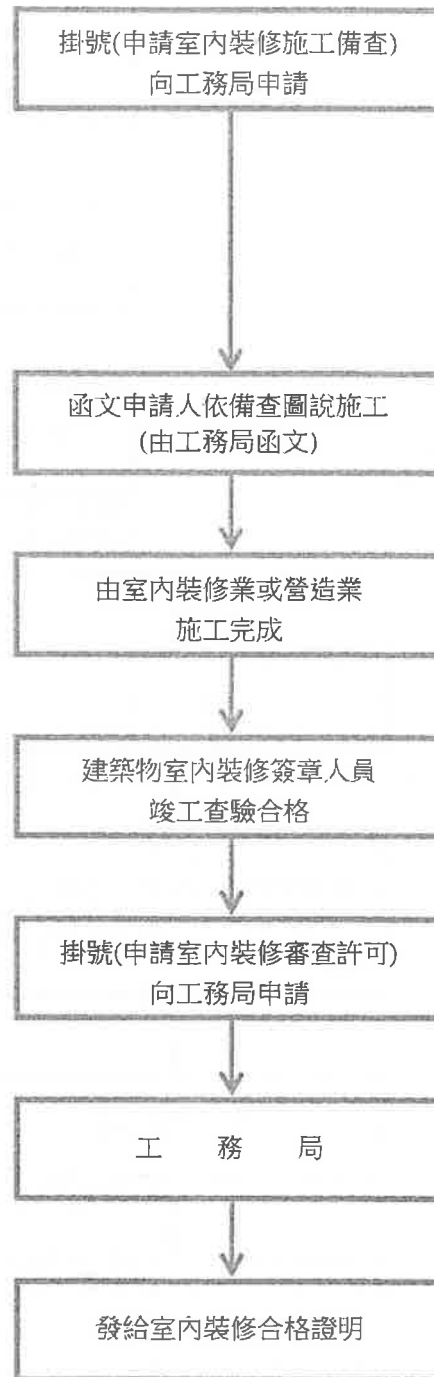 掛號(申請室內裝修施工備查)
向工務局申請
函文申請人依備查圖說施工
(由工務局函文)
由室內裝修業或營造業
施工完成
建築物室內裝修簽章人員
竣工查驗合格
掛號(申請室內裝修審查許可)
向工務局申請
工 務 局
發給室內裝修合格證明